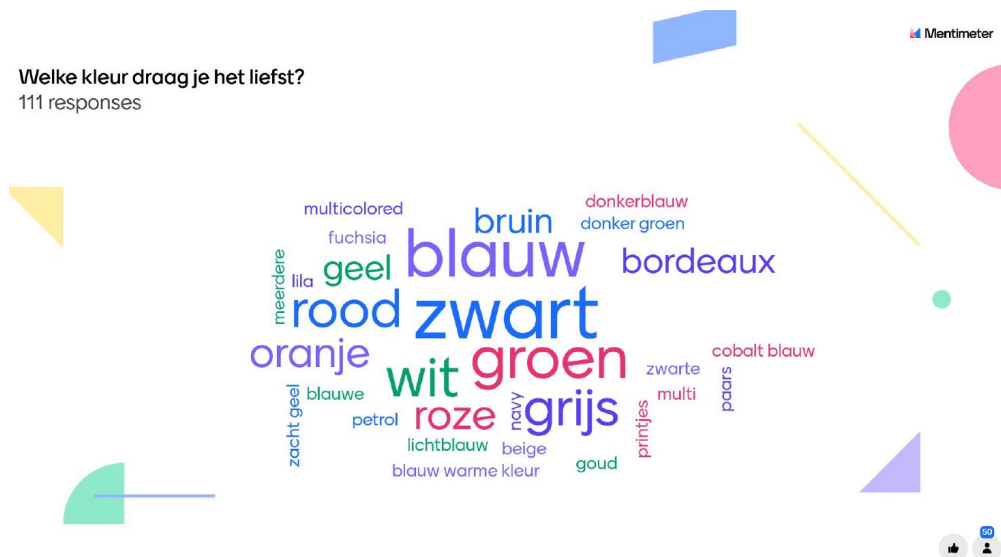 Mentimeter
Welke kleur draag je het liefst?
111 responses
multicolored
donkerblauw
bruin
donker groen
fuchsia
blauw
bordeaux
meerdere
lila
geel
rood
zwart
oranje
wit
groen
cobalt blauw
zwarte
paars
zacht geel
blauwe
petrol
roze
navy
grijs
multi
printjes
lichtblauw
beige
goud
blauw warme kleur
50